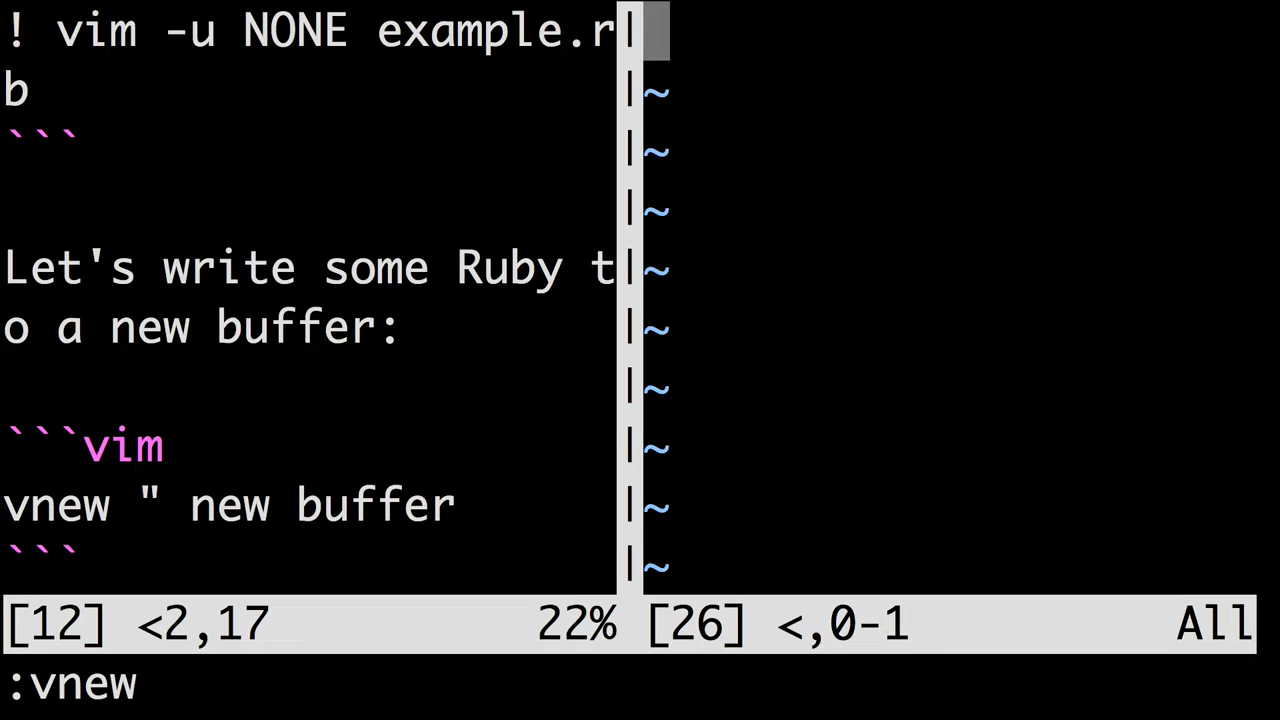 ! vim -u NONE example.r
b
```
Let's write some Ruby t
o a new buffer:
```vim
vnew " new buffer
```
~
~
~
~
~
~
~
~
~
[12] <2,17 22% [26] <,0-1 All
:vnew